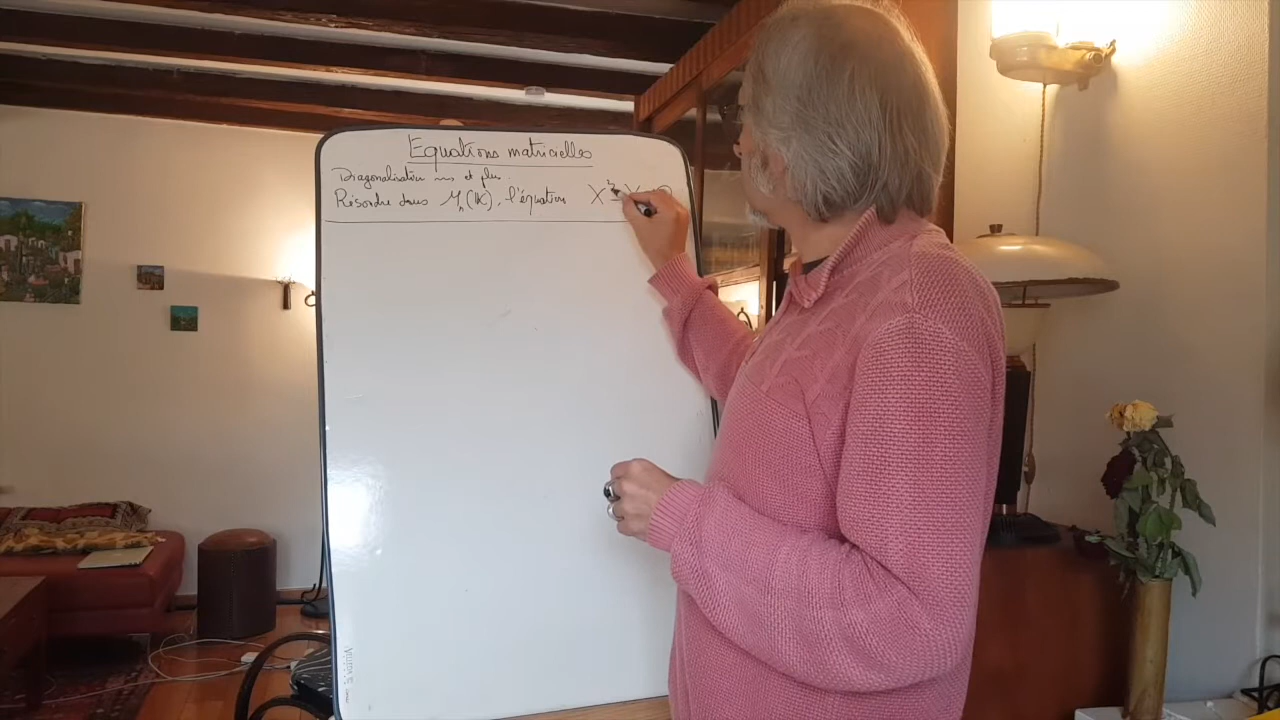 Equations matricielles
Diagonalisation et plus.
Résoudre dans Mn(K), l'équation X